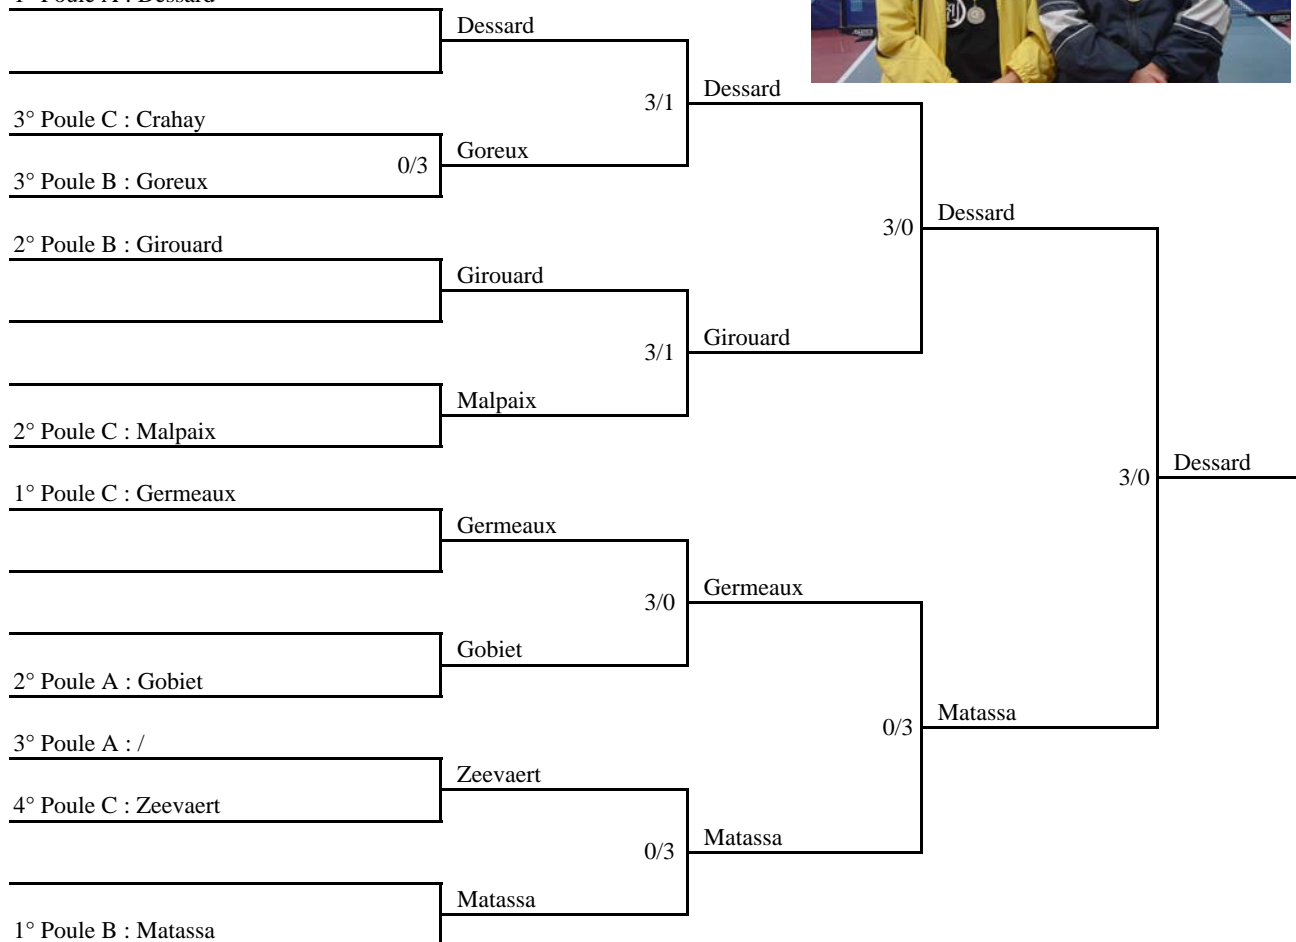 Dessard
Dessard
3/1
3° Poule C : Crahay
Goreux
0/3
3° Poule B : Goreux
Dessard
3/0
2° Poule B : Girouard
Girouard
Girouard
3/1
Malpaix
2° Poule C : Malpaix
Dessard
3/0
1° Poule C : Germeaux
Germeaux
Germeaux
3/0
Gobiet
2° Poule A : Gobiet
Matassa
0/3
3° Poule A : /
Zeevaert
4° Poule C : Zeevaert
Matassa
0/3
Matassa
1° Poule B : Matassa